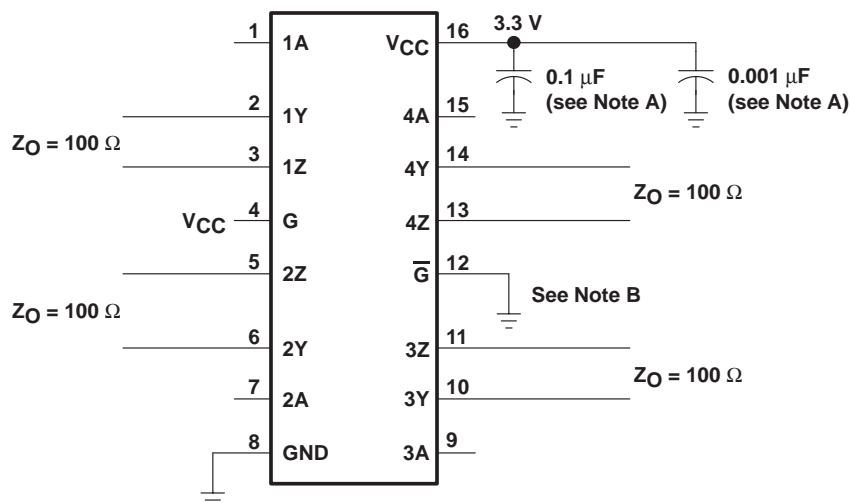 1 1A VCC 16 3.3 V
0.1 μF
(see Note A)
0.001 μF
(see Note A)
2 1Y 4A 15
ZO = 100 Ω
3 1Z 4Y 14
ZO = 100 Ω
VCC 4 G 4Z 13
5 2Z G̅ 12
See Note B
ZO = 100 Ω
6 2Y 3Z 11
ZO = 100 Ω
7 2A 3Y 10
8 GND 3A 9